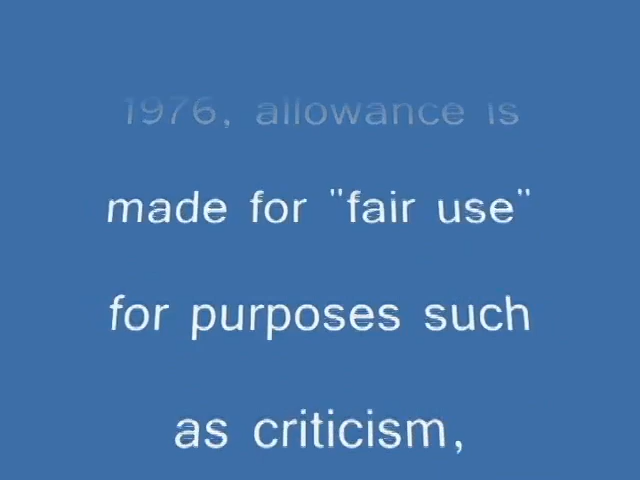 1976, allowance is
made for "fair use"
for purposes such
as criticism,